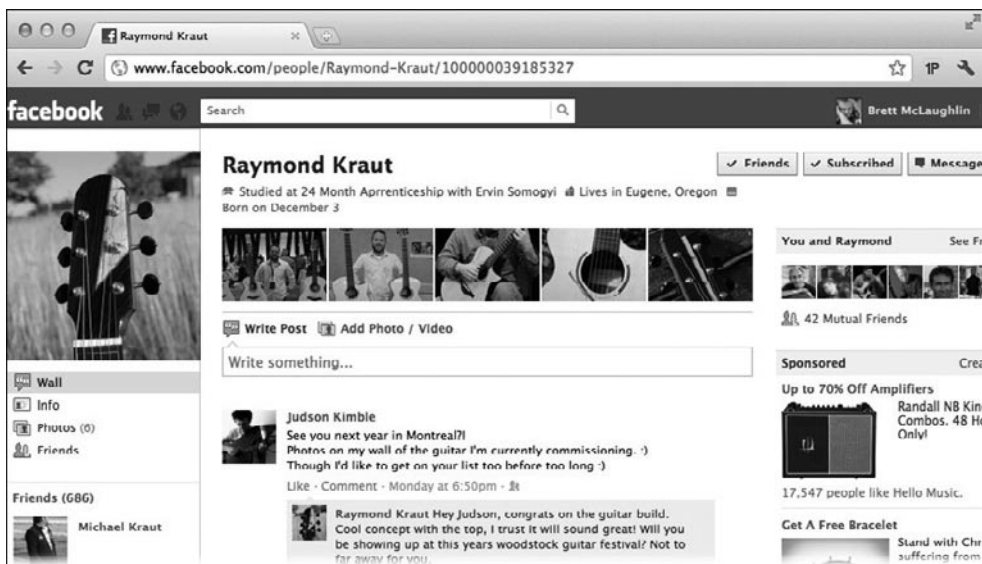 Raymond Kraut
www.facebook.com/people/Raymond-Kraut/100000039185327
1P
facebook
Search
Brett McLaughlin
Raymond Kraut
Friends
Subscribed
Message
Studied at 24 Month Aprrenticeship with Ervin Somogyi Lives in Eugene, Oregon
Born on December 3
You and Raymond
See Fr
42 Mutual Friends
Write Post Add Photo / Video
Write something...
Wall
Info
Photos (6)
Friends
Friends (686)
Michael Kraut
Judson Kimble
See you next year in Montreal?!
Photos on my wall of the guitar I'm currently commissioning. :)
Though I'd like to get on your list too before too long :)
Like · Comment · Monday at 6:50pm ·
Raymond Kraut Hey Judson, congrats on the guitar build.
Cool concept with the top, I trust it will sound great! Will you
be showing up at this years woodstock guitar festival? Not to
far away for you.
Sponsored
Crea
Up to 70% Off Amplifiers
Randall NB Kin
Combos. 48 Ho
Only!
17,547 people like Hello Music.
Get A Free Bracelet
Stand with Chr
suffering from